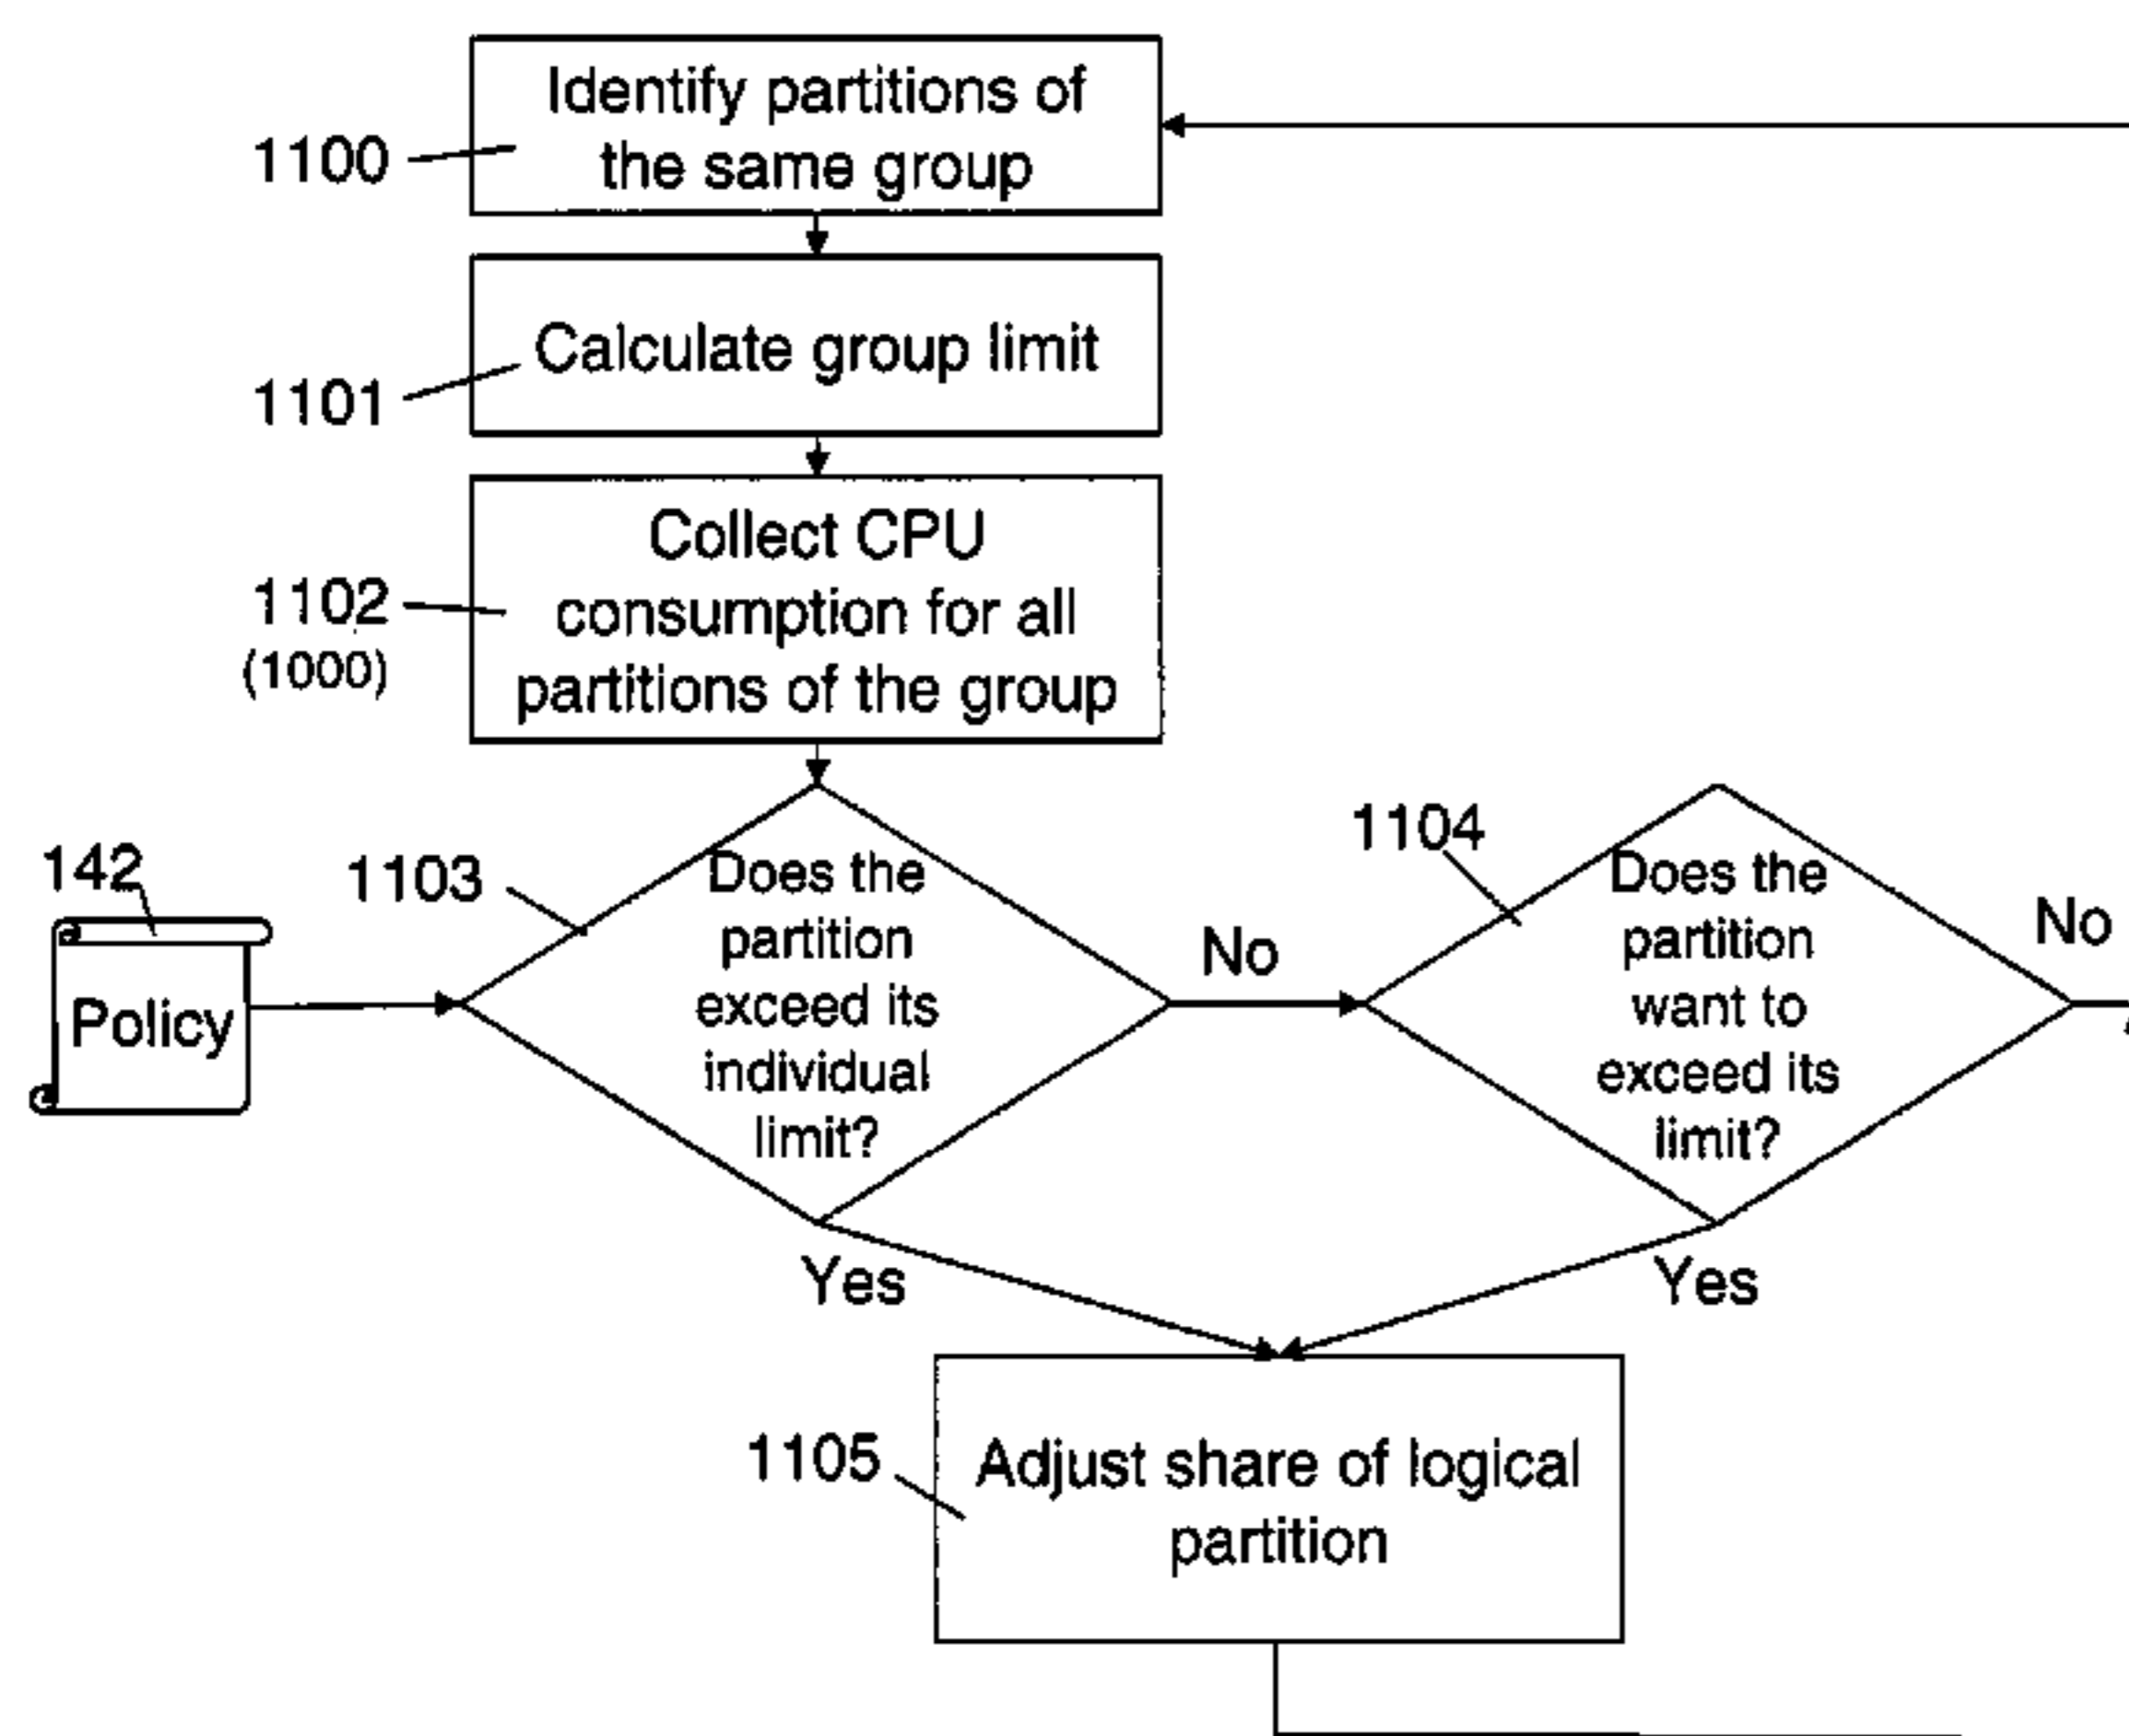 Identify partitions of
the same group
1100
Calculate group limit
1101
Collect CPU
consumption for all
partitions of the group
1102
(1000)
142
Policy
1103
Does the
partition
exceed its
individual
limit?
No
1104
Does the
partition
want to
exceed its
limit?
No
Yes
Yes
1105
Adjust share of logical
partition